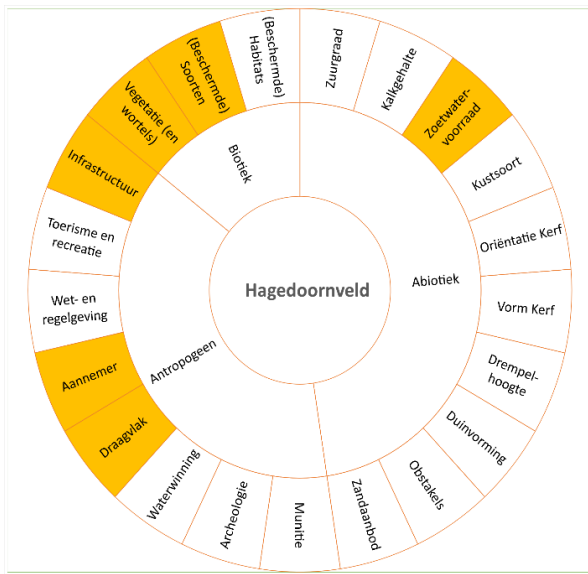 Hagedoornveld
Abiotiek
Antropogeen
Biotiek
Zuurgraad
Kalkgehalte
Zoetwater-
voorraad
Kustsoort
Oriëntatie Kerf
Vorm Kerf
Drempel-
hoogte
Duinvorming
Obstakels
Zandaanbod
Munitie
Archeologie
Waterwinning
Draagvlak
Aannemer
Wet- en
regelgeving
Toerisme en
recreatie
Infrastructuur
Vegetatie (en
wortels)
(Beschermde)
Soorten
(Beschermde)
Habitats